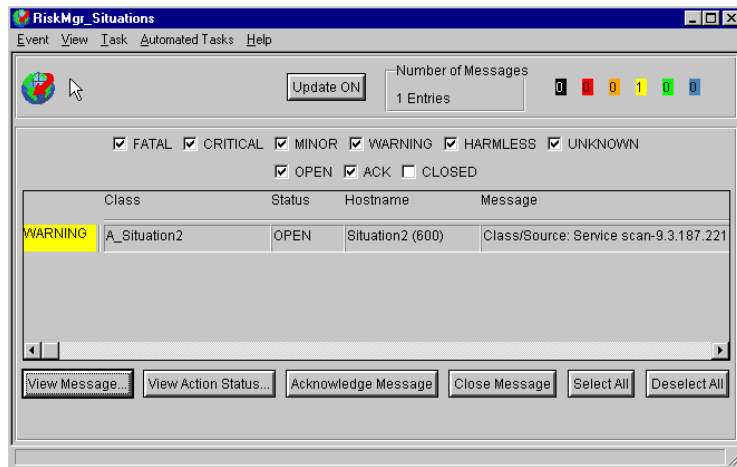 RiskMgr_Situations
Event View Task Automated Tasks Help
Update ON
Number of Messages
1 Entries
0 0 0 1 0 0
FATAL CRITICAL MINOR WARNING HARMLESS UNKNOWN
OPEN ACK CLOSED
Class Status Hostname Message
WARNING A_Situation2 OPEN Situation2 (600) Class/Source: Service scan-9.3.187.221
View Message... View Action Status... Acknowledge Message Close Message Select All Deselect All